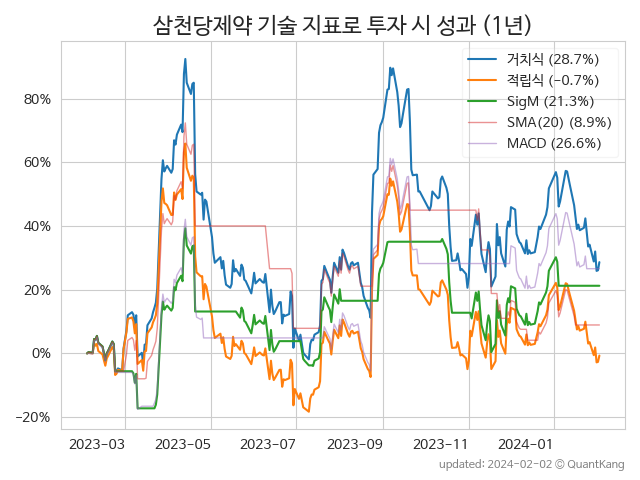 삼천당제약 기술 지표로 투자 시 성과 (1년)
거치식 (28.7%)
적립식 (−0.7%)
SigM (21.3%)
SMA(20) (8.9%)
MACD (26.6%)
80%
60%
40%
20%
0%
−20%
2023−03 2023−05 2023−07 2023−09 2023−11 2024−01
updated: 2024-02-02 © QuantKang